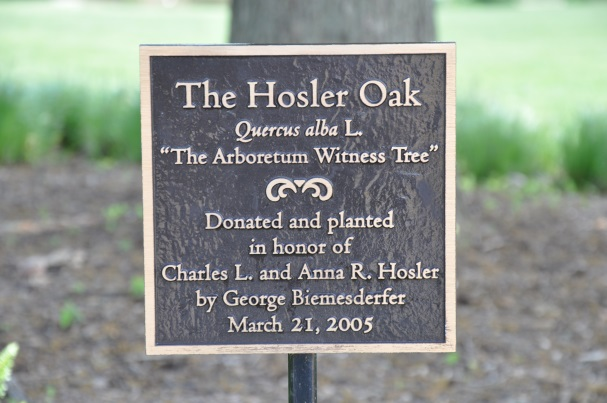 The Hosler Oak
Quercus alba L.
“The Arboretum Witness Tree”
Donated and planted
in honor of
Charles L. and Anna R. Hosler
by George Biemesderfer
March 21, 2005